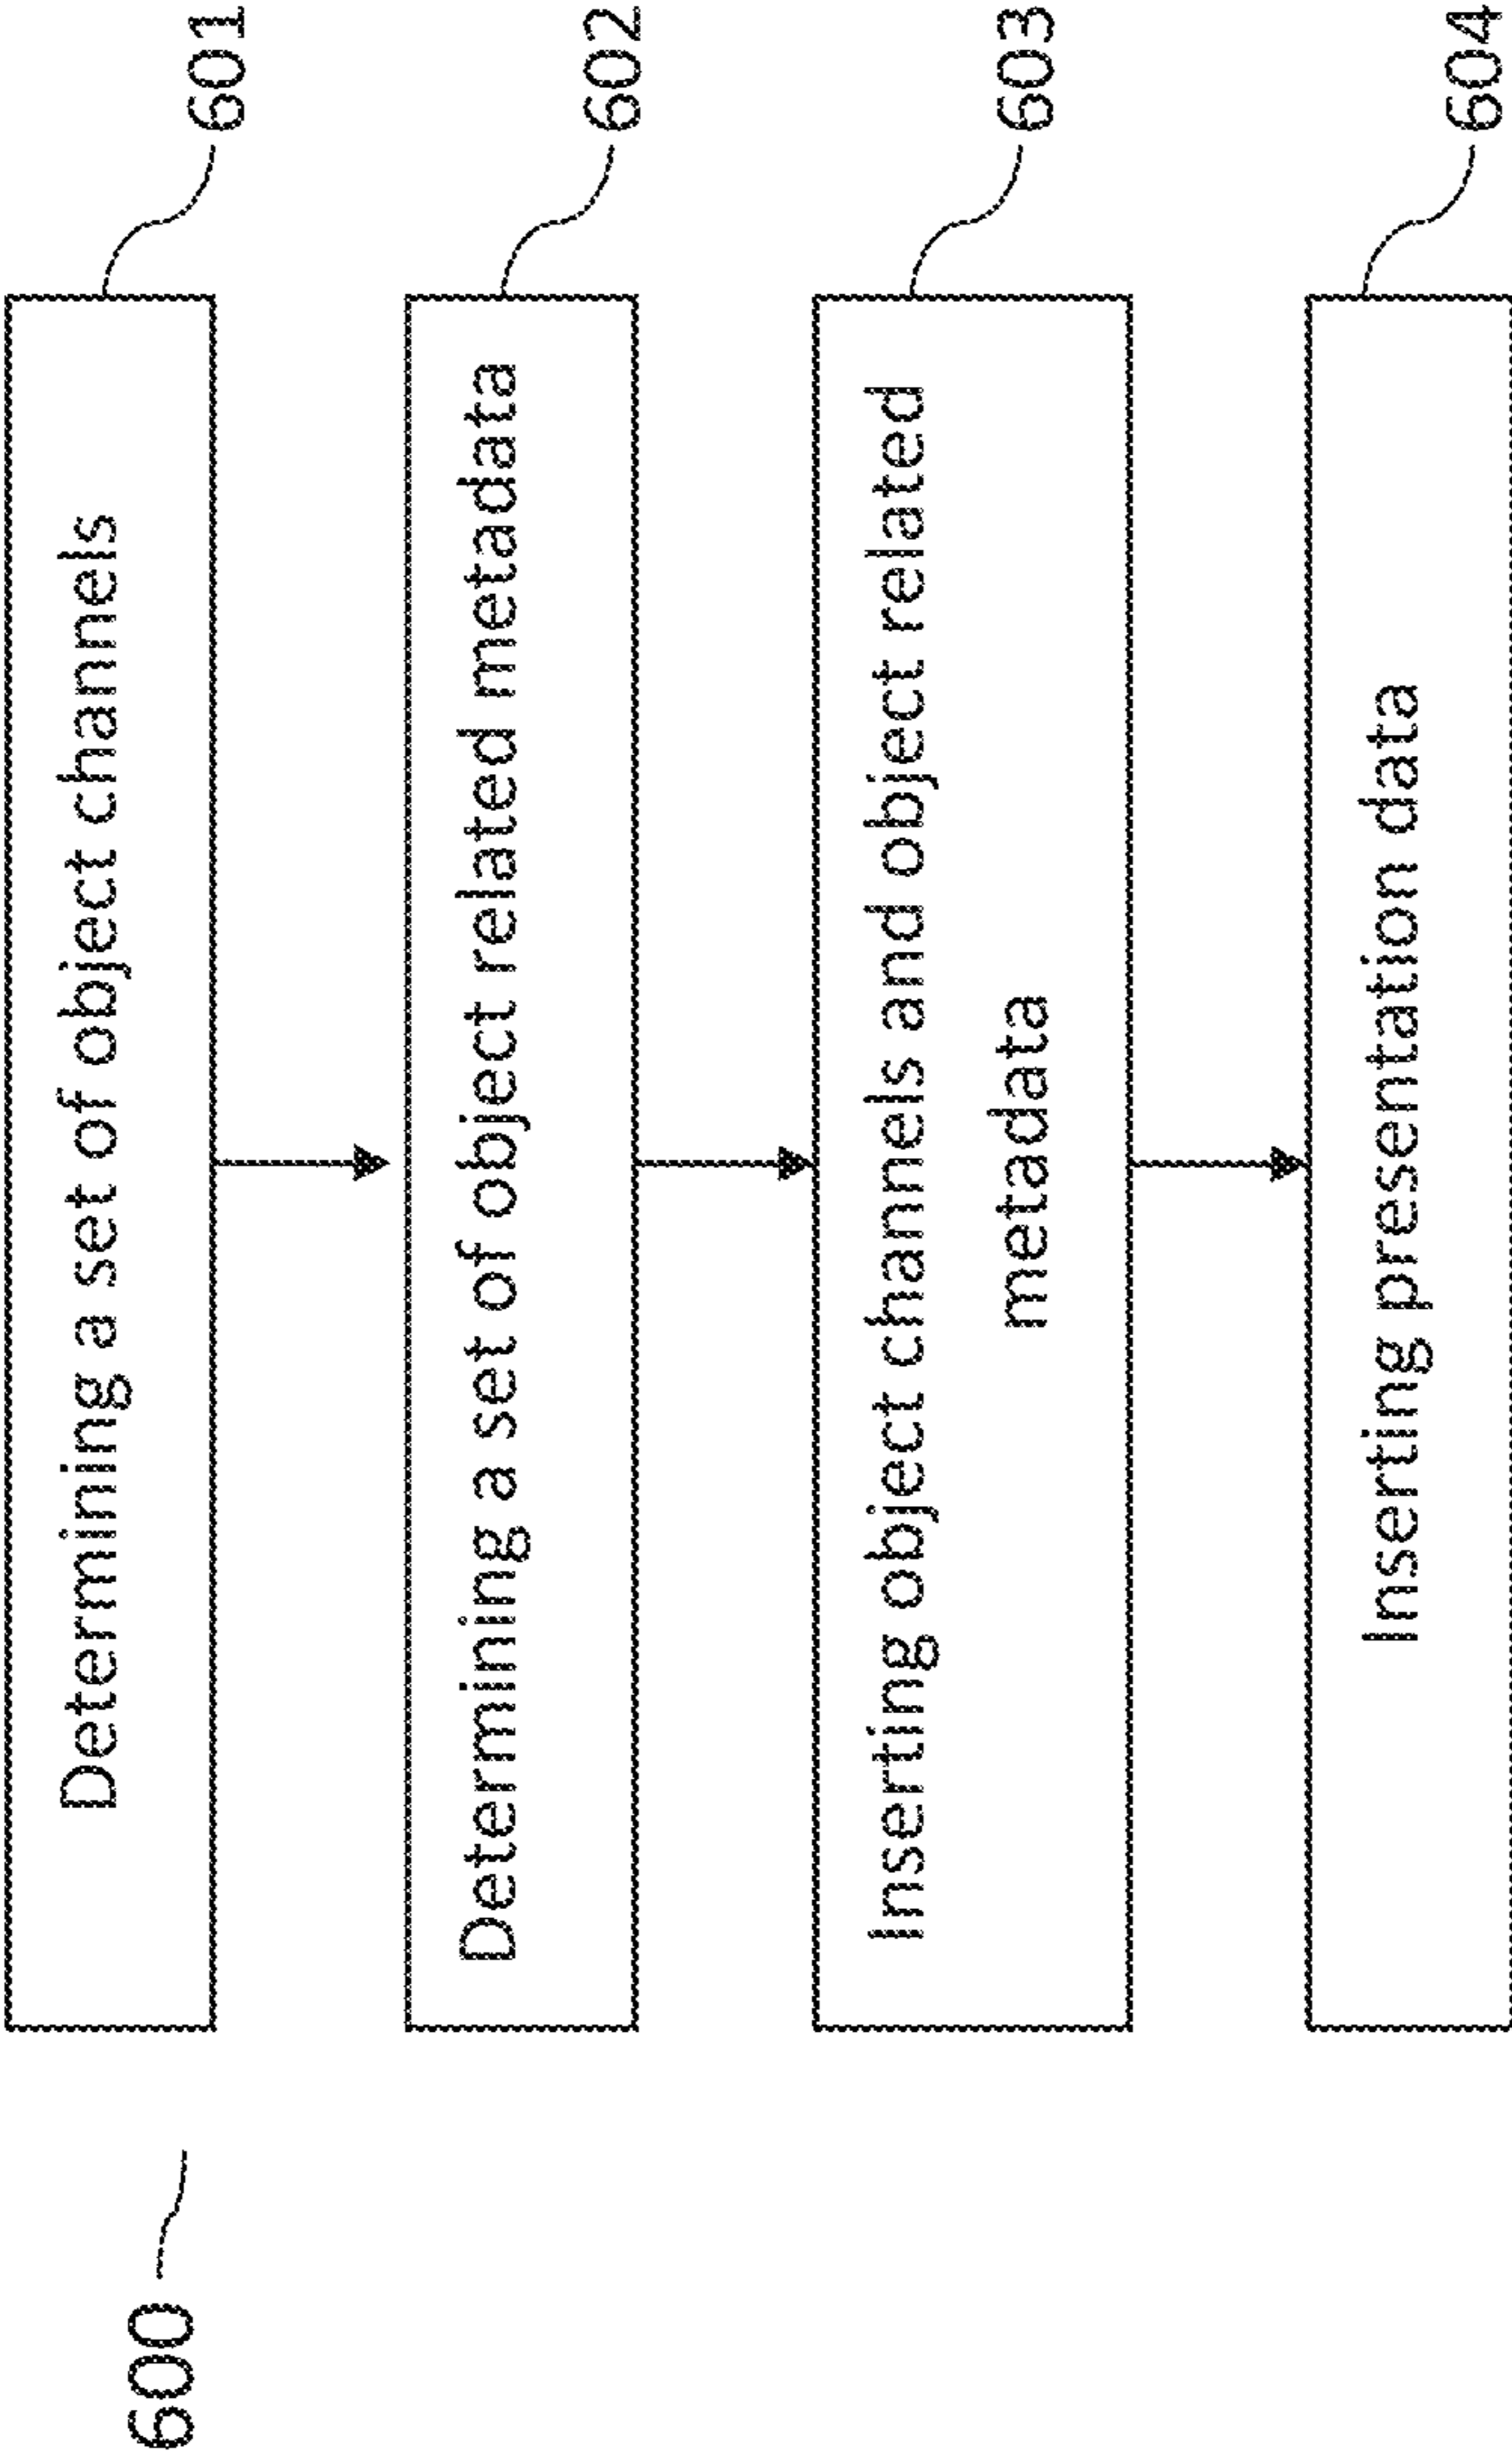 600
Determining a set of object channels
601
Determining a set of object related metadata
602
Inserting object channels and object related
metadata
603
Inserting presentation data
604